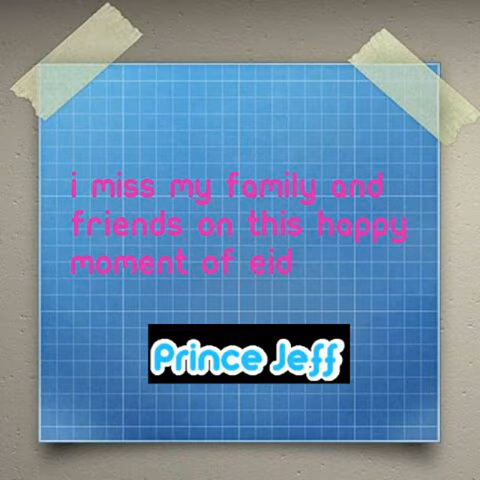 i miss my family and
friends on this happy
moment of eid
Prince Jeff